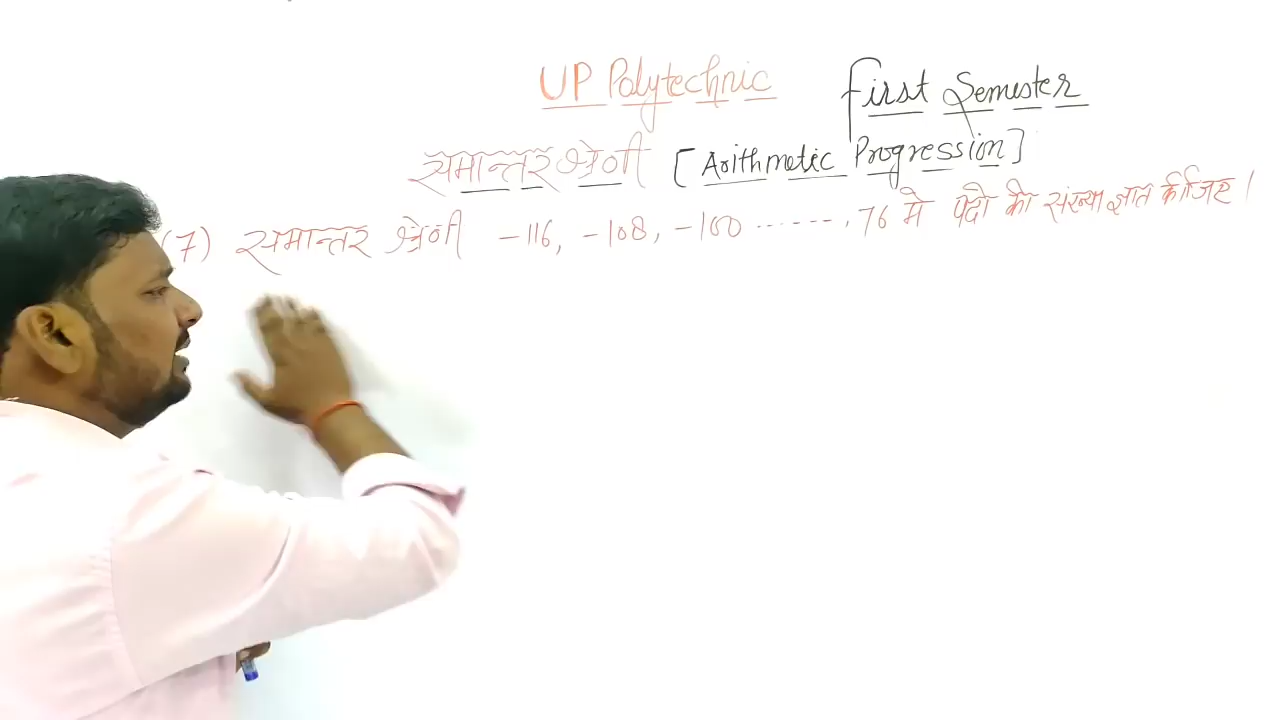 UP Polytechnic First Semester
समान्तर श्रेणी [Arithmetic Progression]
(7) समान्तर श्रेणी -116, -108, -100 ......., 76 मे पदो की संख्या ज्ञात कीजिए।